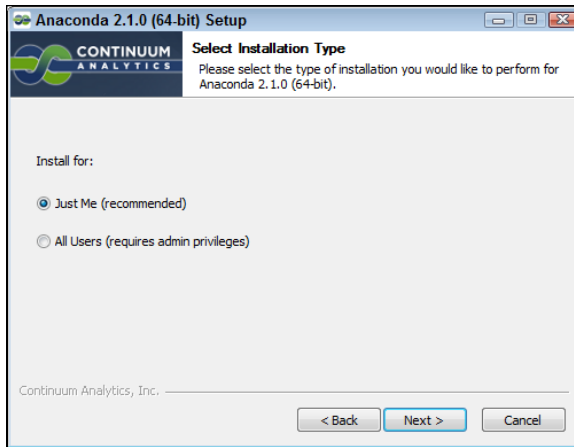 Anaconda 2.1.0 (64-bit) Setup
CONTINUUM
ANALYTICS
Select Installation Type
Please select the type of installation you would like to perform for
Anaconda 2.1.0 (64-bit).
Install for:
Just Me (recommended)
All Users (requires admin privileges)
Continuum Analytics, Inc.
< Back
Next >
Cancel